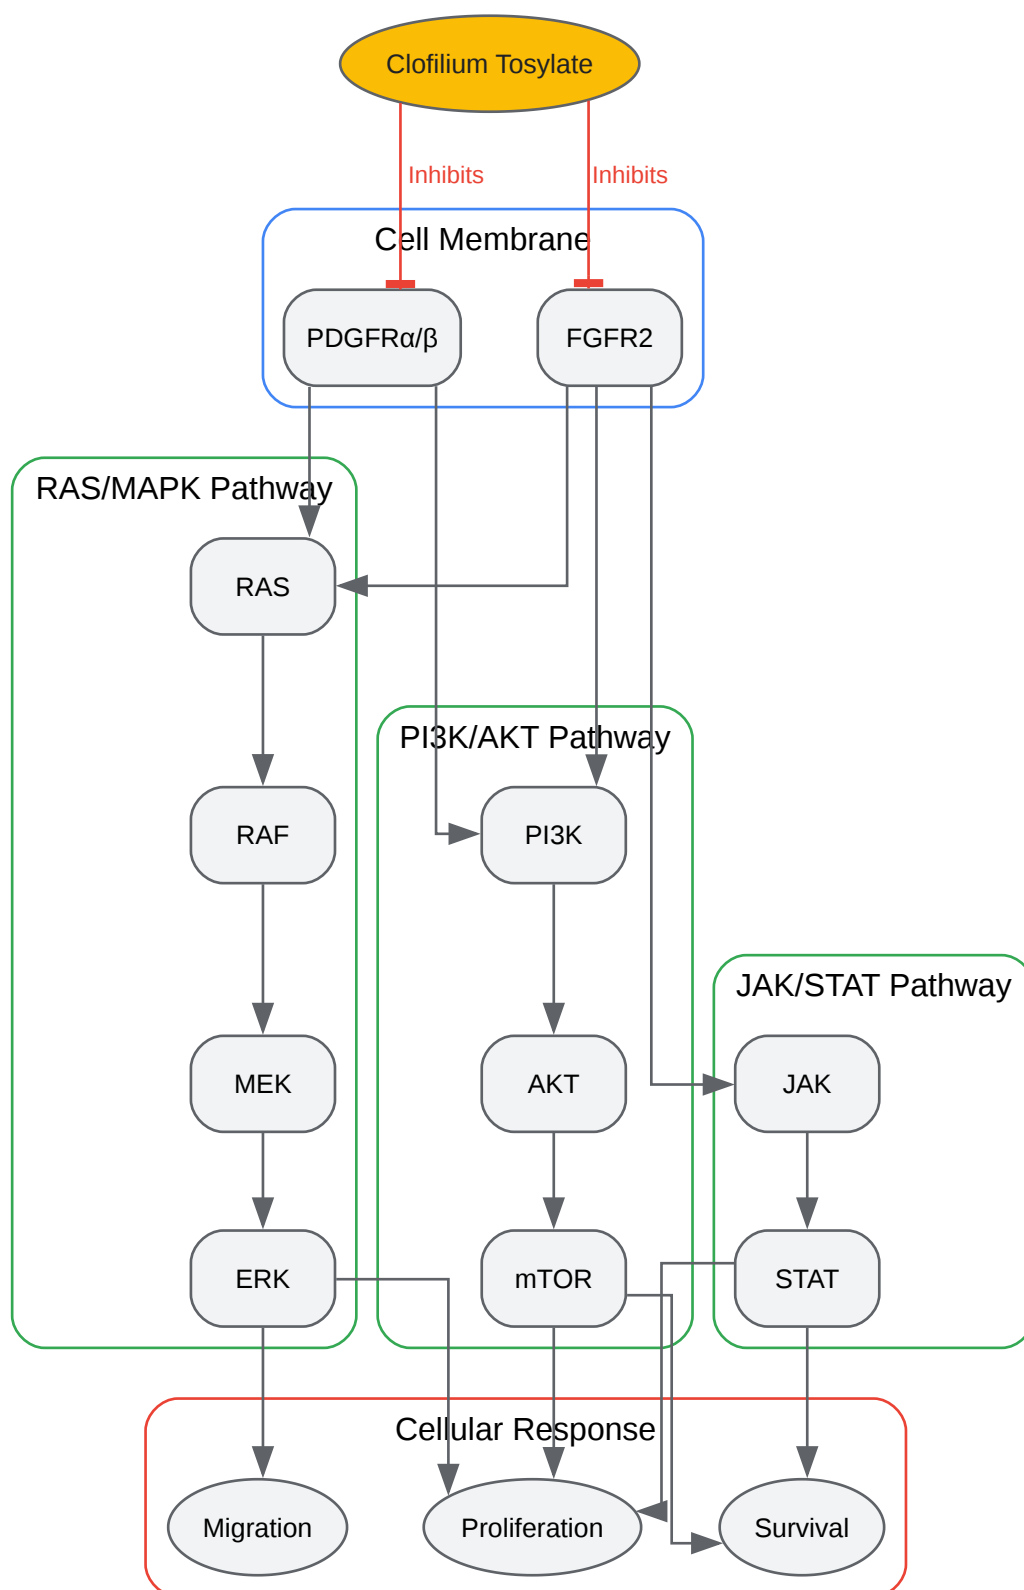 Clofilium Tosylate
Inhibits
Inhibits
Cell Membrane
PDGFRα/β
FGFR2
RAS/MAPK Pathway
RAS
PI3K/AKT Pathway
RAF
PI3K
JAK/STAT Pathway
MEK
AKT
JAK
ERK
mTOR
STAT
Cellular Response
Migration
Proliferation
Survival